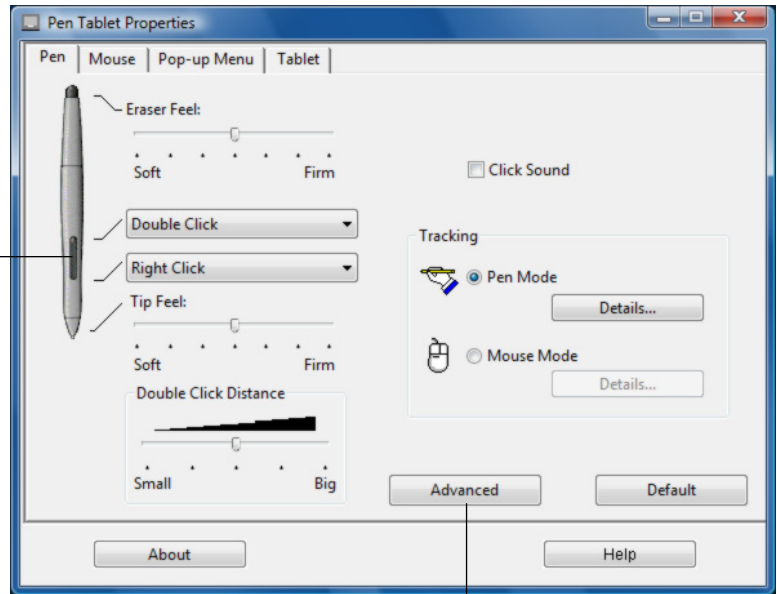 Pen Tablet Properties
Pen Mouse Pop-up Menu Tablet
Eraser Feel:
Soft Firm
Click Sound
Double Click
Right Click
Tracking
Pen Mode
Details...
Mouse Mode
Details...
Tip Feel:
Soft Firm
Double Click Distance
Small Big
Advanced Default
About Help